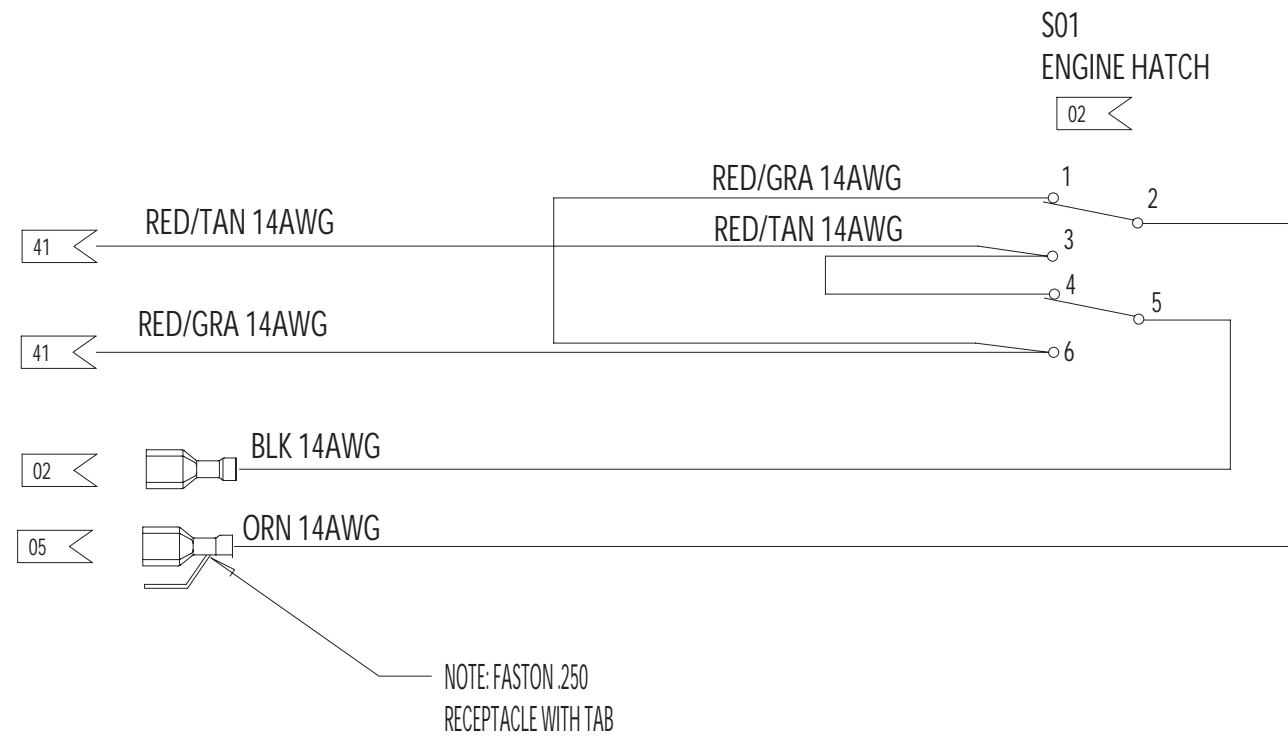 S01
ENGINE HATCH
02
RED/GRA 14AWG
1
2
RED/TAN 14AWG
RED/TAN 14AWG
3
41
4
5
RED/GRA 14AWG
41
6
BLK 14AWG
02
ORN 14AWG
05
NOTE: FASTON .250
RECEPTACLE WITH TAB